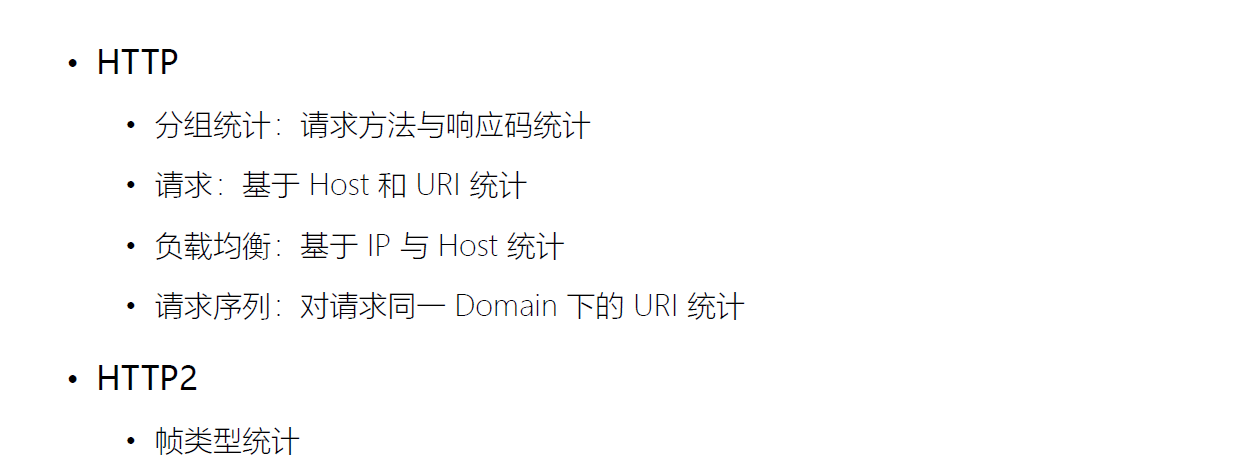 • HTTP
• 分组统计：请求方法与响应码统计
• 请求：基于 Host 和 URI 统计
• 负载均衡：基于 IP 与 Host 统计
• 请求序列：对请求同一 Domain 下的 URI 统计
• HTTP2
• 帧类型统计